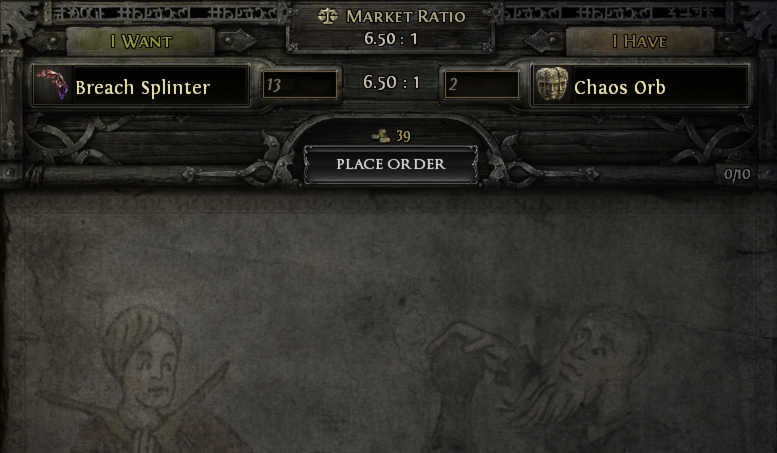 MARKET RATIO
6.50 : 1
I WANT
I HAVE
Breach Splinter 13 6.50 : 1 2 Chaos Orb
39
PLACE ORDER
0/10